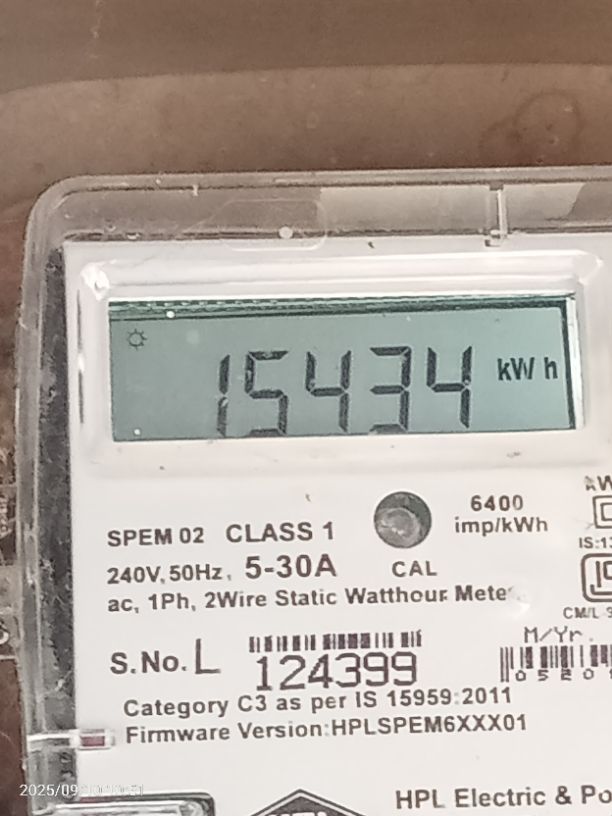 15434 kWh
SPEM 02 CLASS 1
6400
imp/kWh
240V, 50Hz, 5-30A
CAL
ac, 1Ph, 2Wire Static Watthour Meter
S.No. L 124399
M/Yr.
Category C3 as per IS 15959:2011
Firmware Version:HPLSPEM6XXX01
HPL Electric &